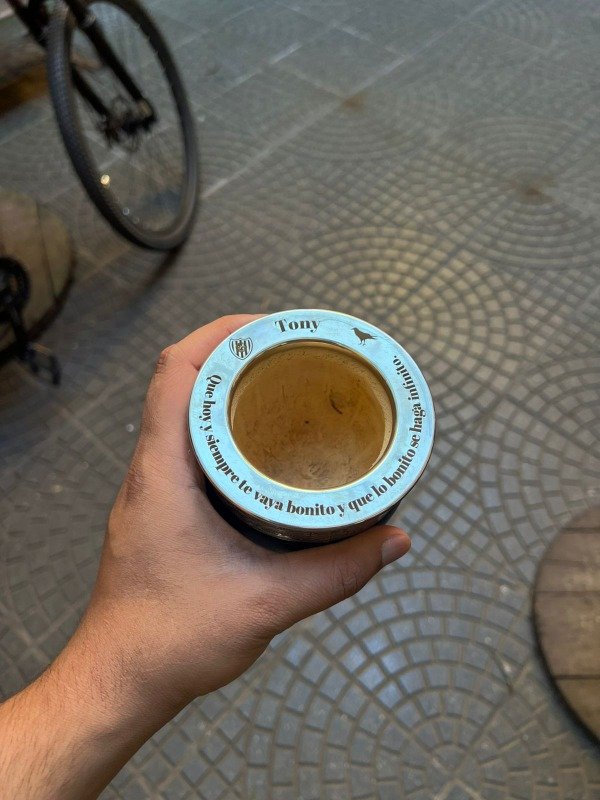 Tony
Que hoy y siempre te vaya bonito y que lo bonito se haga infinito.